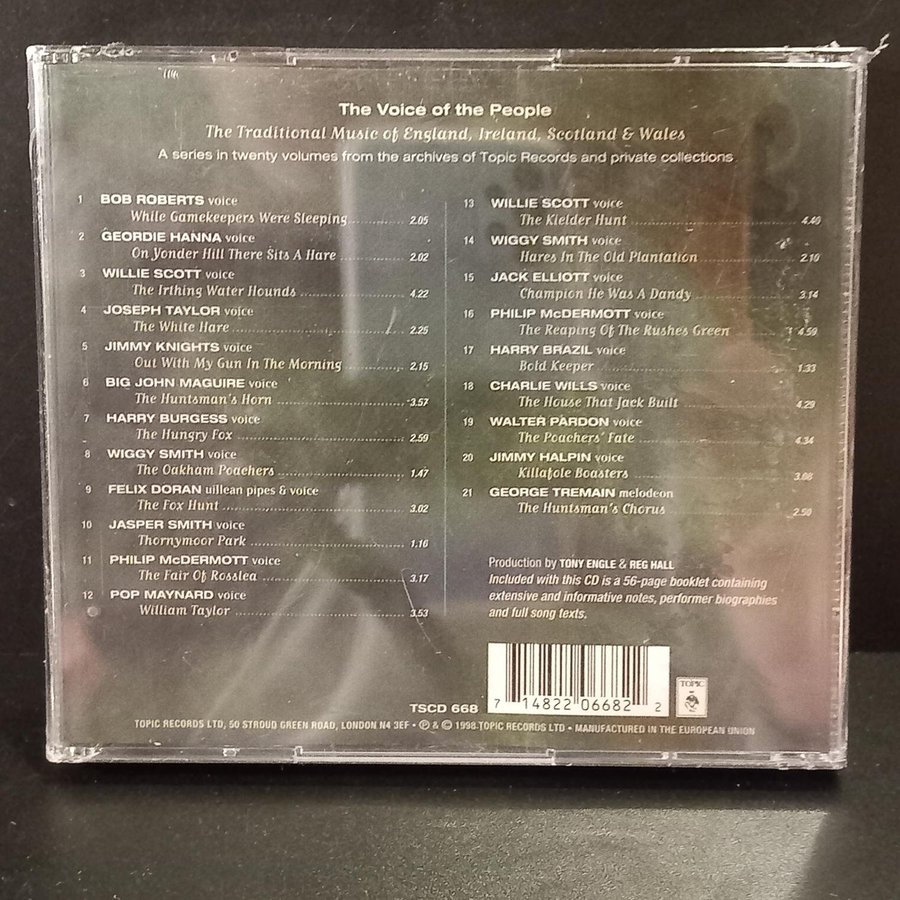 The Voice of the People
The Traditional Music of England, Ireland, Scotland & Wales
A series in twenty volumes from the archives of Topic Records and private collections
1 BOB ROBERTS voice
While Gamekeepers Were Sleeping 2.05
2 GEORDIE HANNA voice
On Yonder Hill There Sits A Hare 2.02
3 WILLIE SCOTT voice
The Irthing Water Hounds 4.22
4 JOSEPH TAYLOR voice
The White Hare 2.25
5 JIMMY KNIGHTS voice
Out With My Gun In The Morning 2.15
6 BIG JOHN MAGUIRE voice
The Huntsman's Horn 3.57
7 HARRY BURGESS voice
The Hungry Fox 2.59
8 WIGGY SMITH voice
The Oakham Poachers 1.47
9 FELIX DORAN uillean pipes & voice
The Fox Hunt 3.02
10 JASPER SMITH voice
Thornymoor Park 1.16
11 PHILIP McDERMOTT voice
The Fair Of Rosslea 3.17
12 POP MAYNARD voice
William Taylor 3.53
13 WILLIE SCOTT voice
The Kielder Hunt 4.40
14 WIGGY SMITH voice
Hares In The Old Plantation 2.10
15 JACK ELLIOTT voice
Champion He Was A Dandy 3.14
16 PHILIP McDERMOTT voice
The Reaping Of The Rushes Green 4.59
17 HARRY BRAZIL voice
Bold Keeper 1.33
18 CHARLIE WILLS voice
The House That Jack Built 4.29
19 WALTER PARDON voice
The Poachers' Fate 4.34
20 JIMMY HALPIN voice
Killafole Boasters 3.08
21 GEORGE TREMAIN melodeon
The Huntsman's Chorus 2.50
Production by TONY ENGLE & REG HALL
Included with this CD is a 56-page booklet containing
extensive and informative notes, performer biographies
and full song texts.
TSCD 668
7 14822 06682 2
TOPIC
TOPIC RECORDS LTD, 50 STROUD GREEN ROAD, LONDON N4 3EF • ℗ & © 1998 TOPIC RECORDS LTD • MANUFACTURED IN THE EUROPEAN UNION